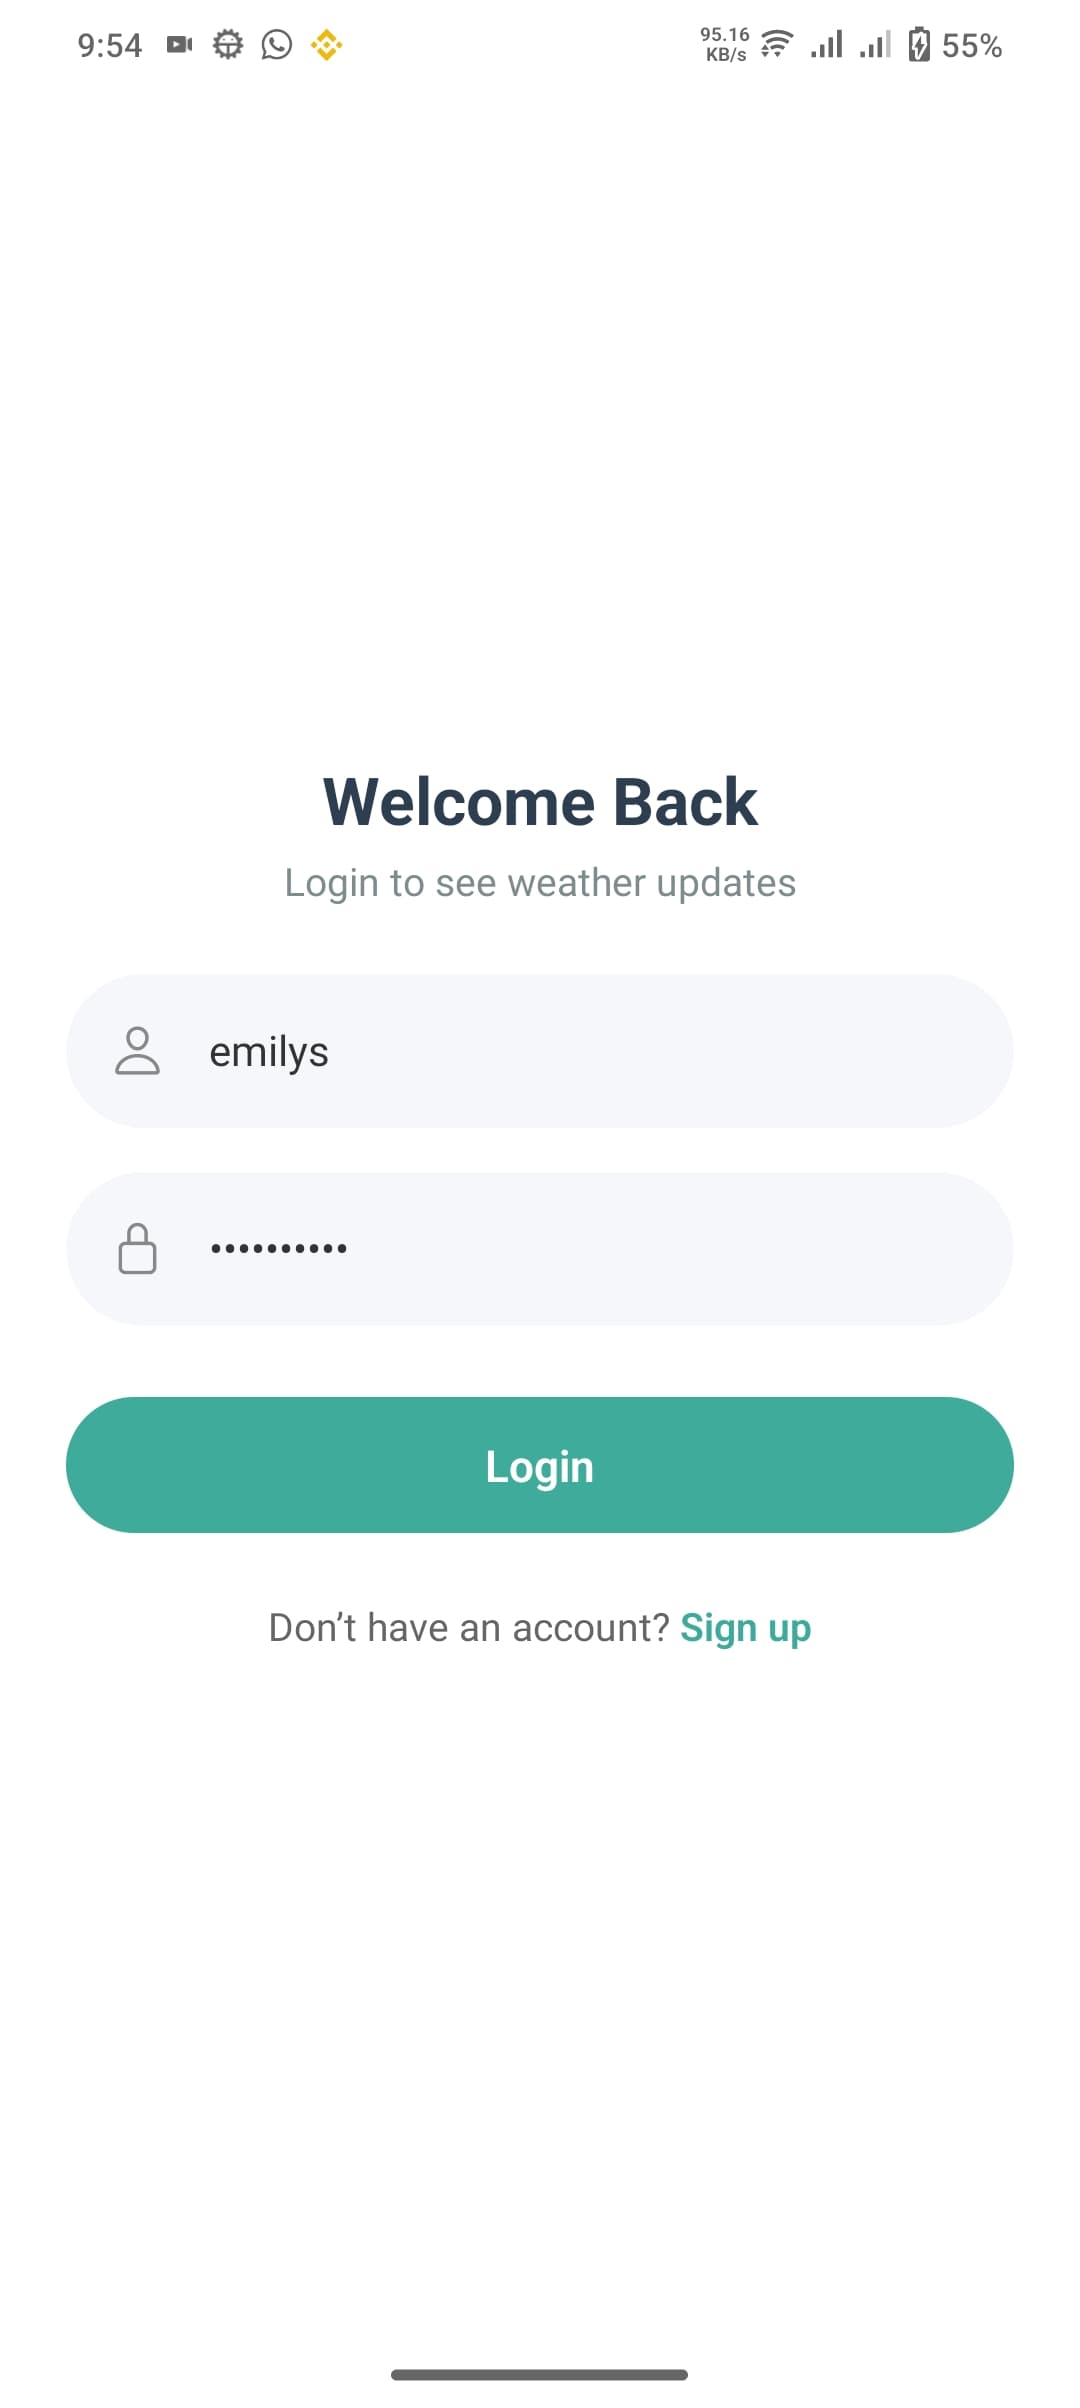 9:54
95.16
KB/s
55%
Welcome Back
Login to see weather updates
emilys
••••••••••
Login
Don’t have an account? Sign up